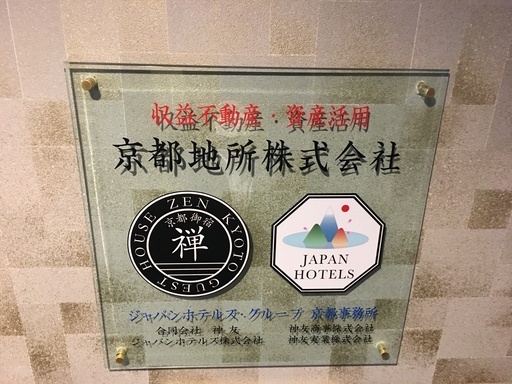 収益不動産・資産活用
京都地所株式会社
ZEN KYOTO GUEST HOUSE
京都御宿
禅
JAPAN
HOTELS
ジャパンホテルズ・グループ 京都事務所
合同会社 神友 神友商事株式会社
ジャパンホテルズ株式会社 神友実業株式会社